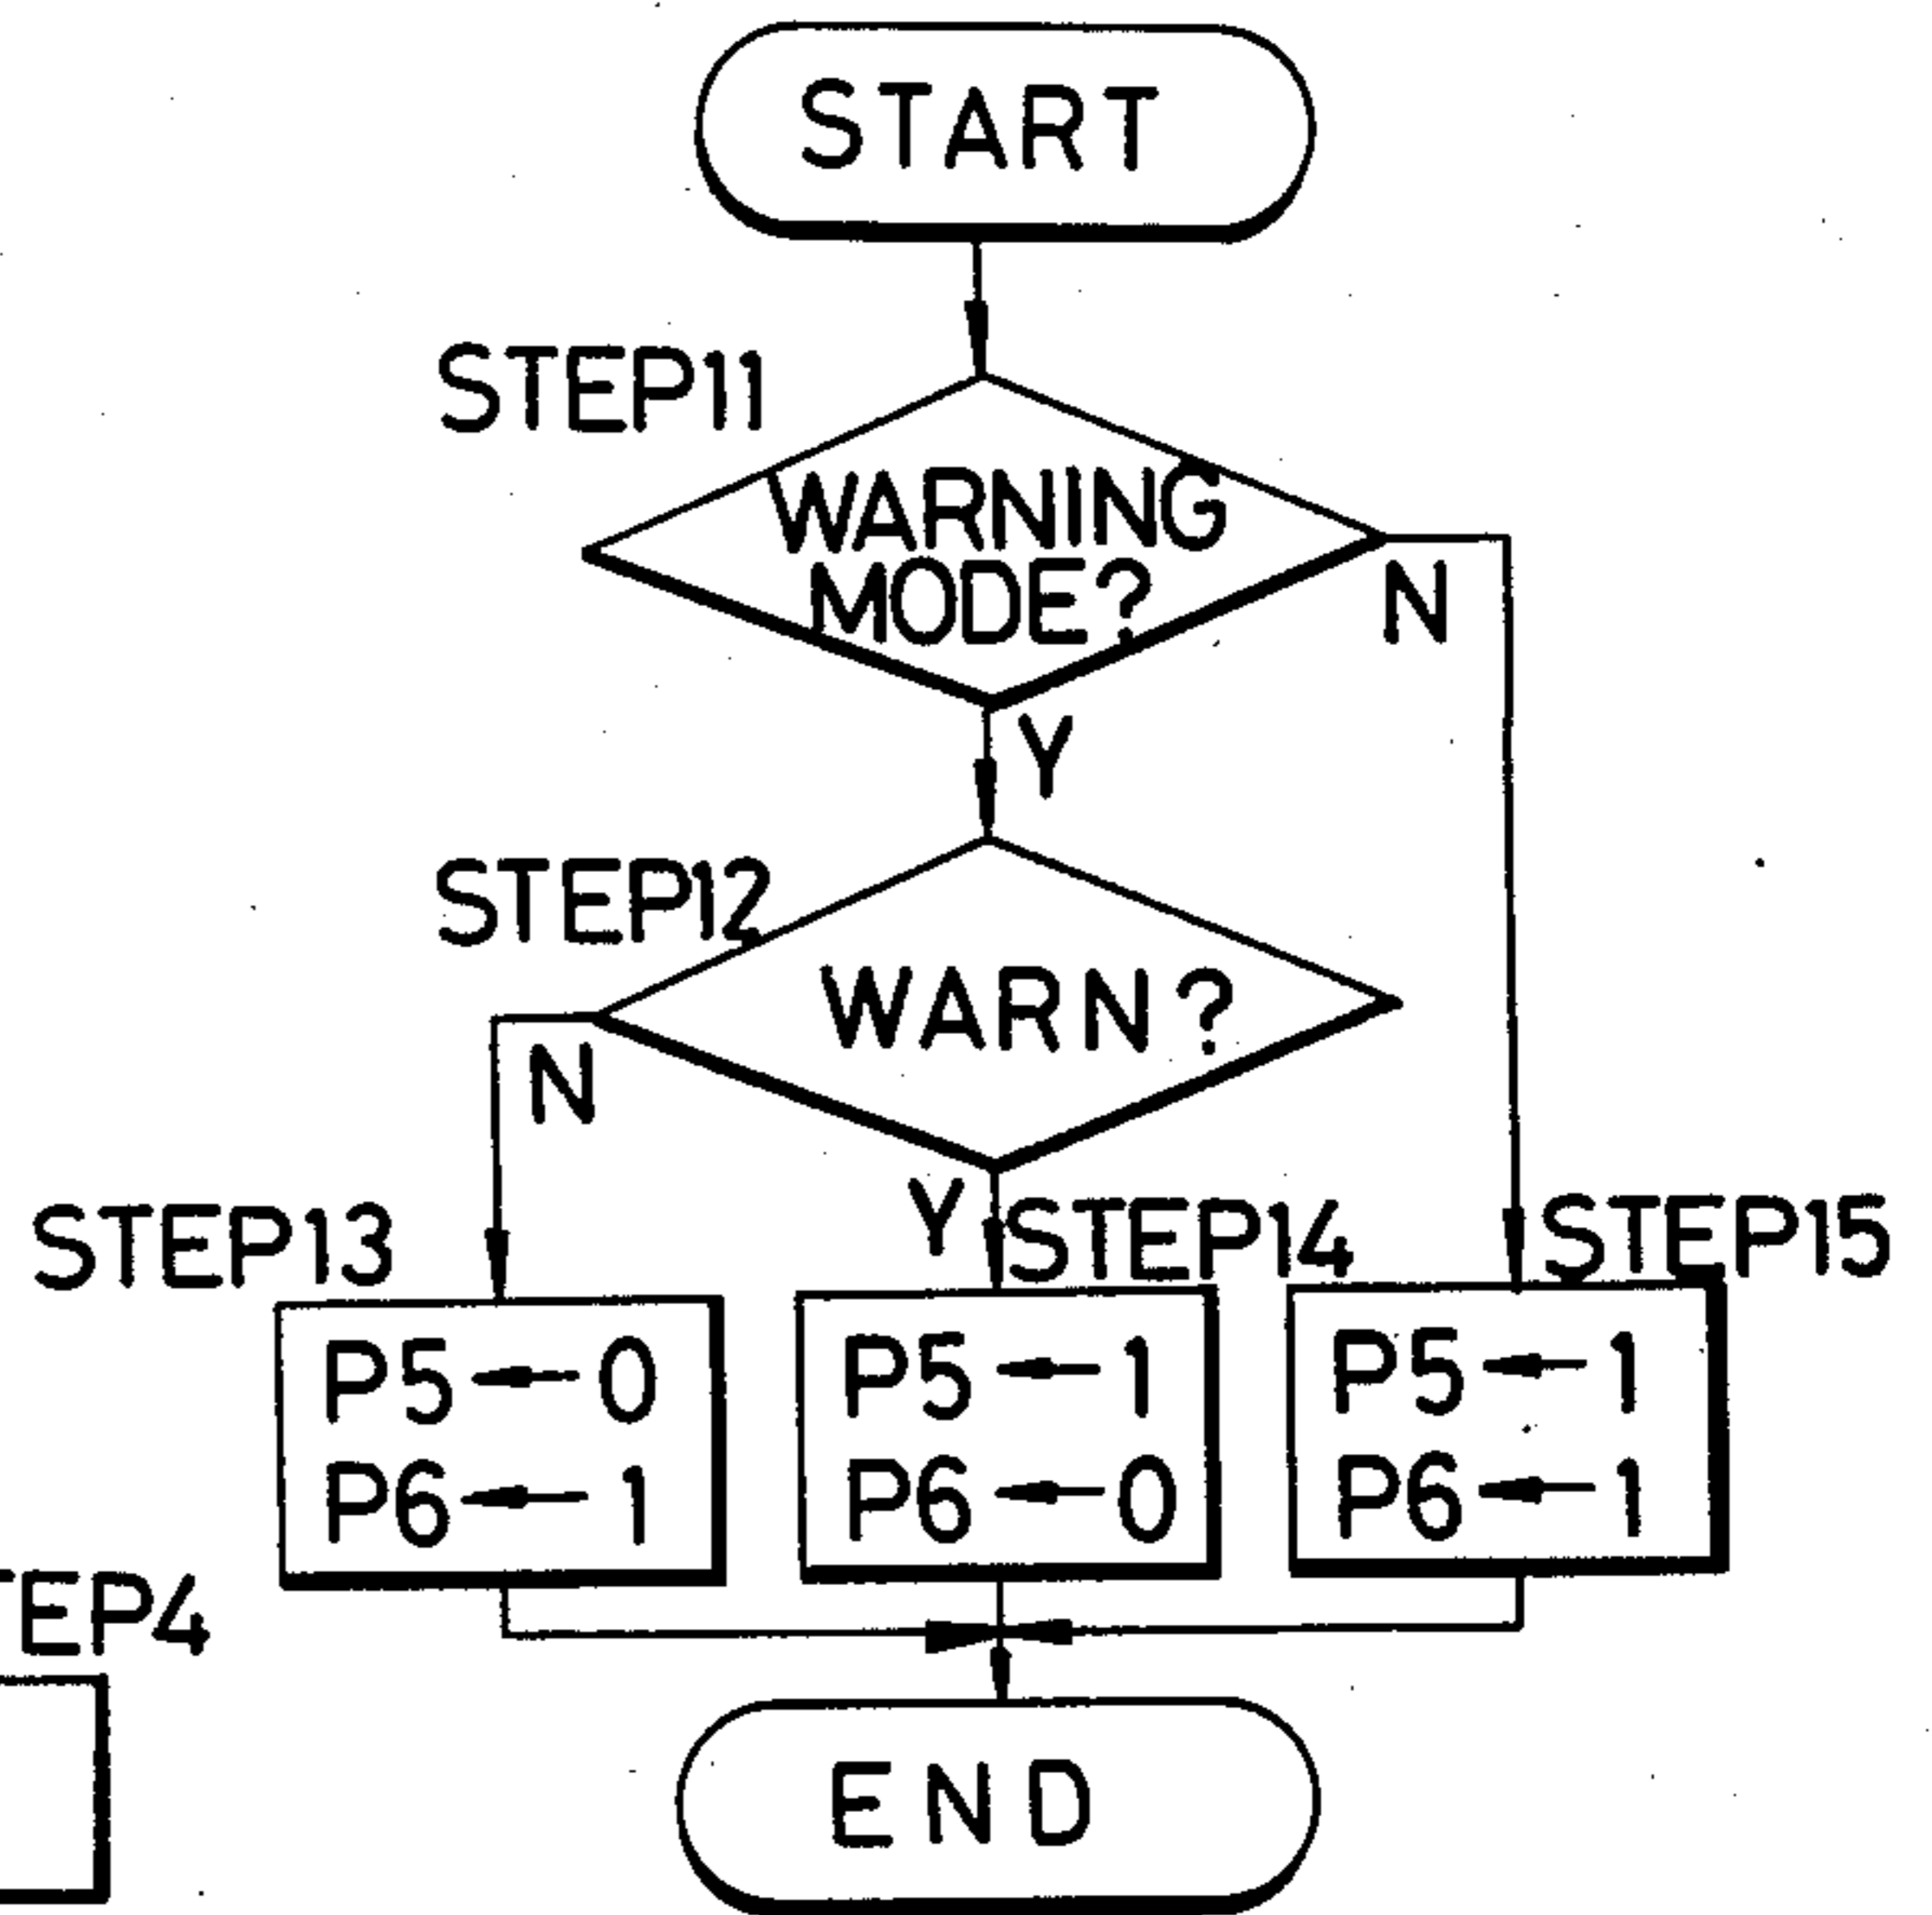 START
STEP11
WARNING
MODE?
N
Y
STEP12
WARN?
N
Y
STEP13
STEP14
STEP15
P5←0
P6←1
P5←1
P6←0
P5←1
P6←1
EP4
END